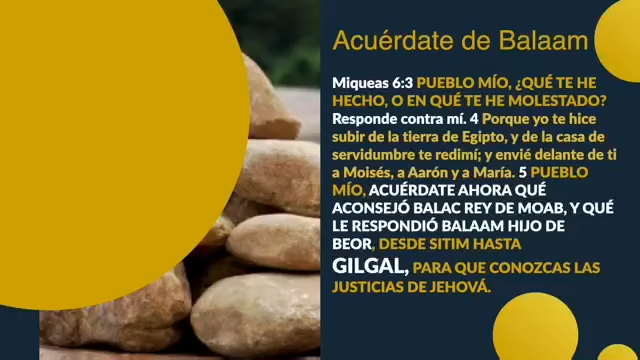 Acuérdate de Balaam
Miqueas 6:3 PUEBLO MÍO, ¿QUÉ TE HE
HECHO, O EN QUÉ TE HE MOLESTADO?
Responde contra mí. 4 Porque yo te hice
subir de la tierra de Egipto, y de la casa de
servidumbre te redimí; y envié delante de ti
a Moisés, a Aarón y a María. 5 PUEBLO
MÍO, ACUÉRDATE AHORA QUÉ
ACONSEJÓ BALAC REY DE MOAB, Y QUÉ
LE RESPONDIÓ BALAAM HIJO DE
BEOR, DESDE SITIM HASTA
GILGAL, PARA QUE CONOZCAS LAS
JUSTICIAS DE JEHOVÁ.